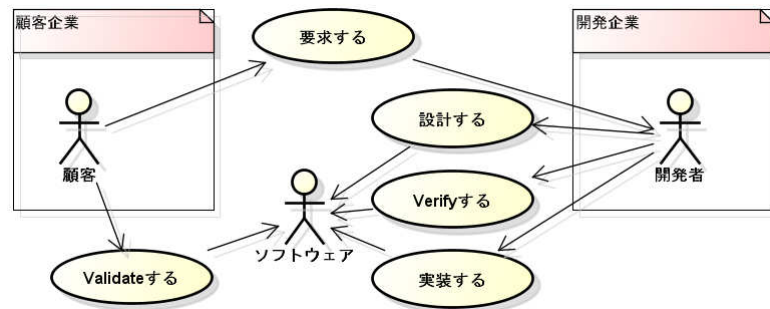 顧客企業
要求する
開発企業
設計する
顧客
開発者
Verifyする
ソフトウェア
Validateする
実装する